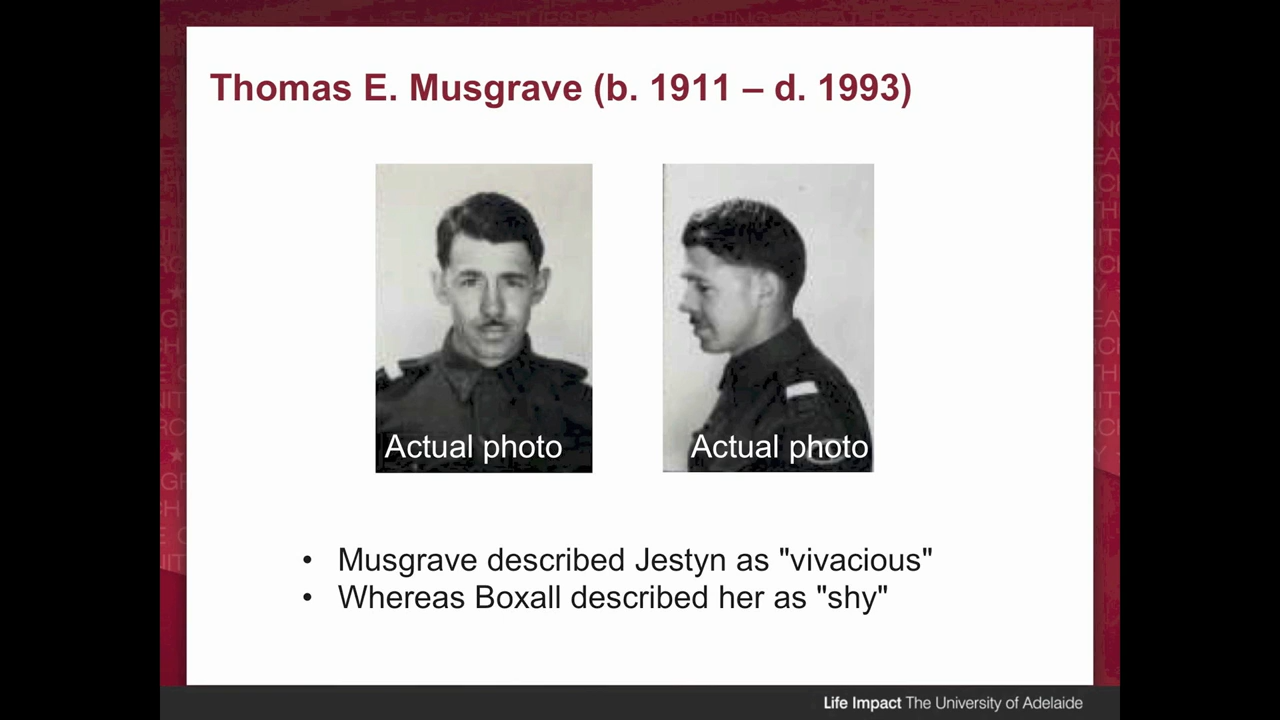 Thomas E. Musgrave (b. 1911 – d. 1993)
Actual photo
Actual photo
• Musgrave described Jestyn as "vivacious"
• Whereas Boxall described her as "shy"
Life Impact The University of Adelaide